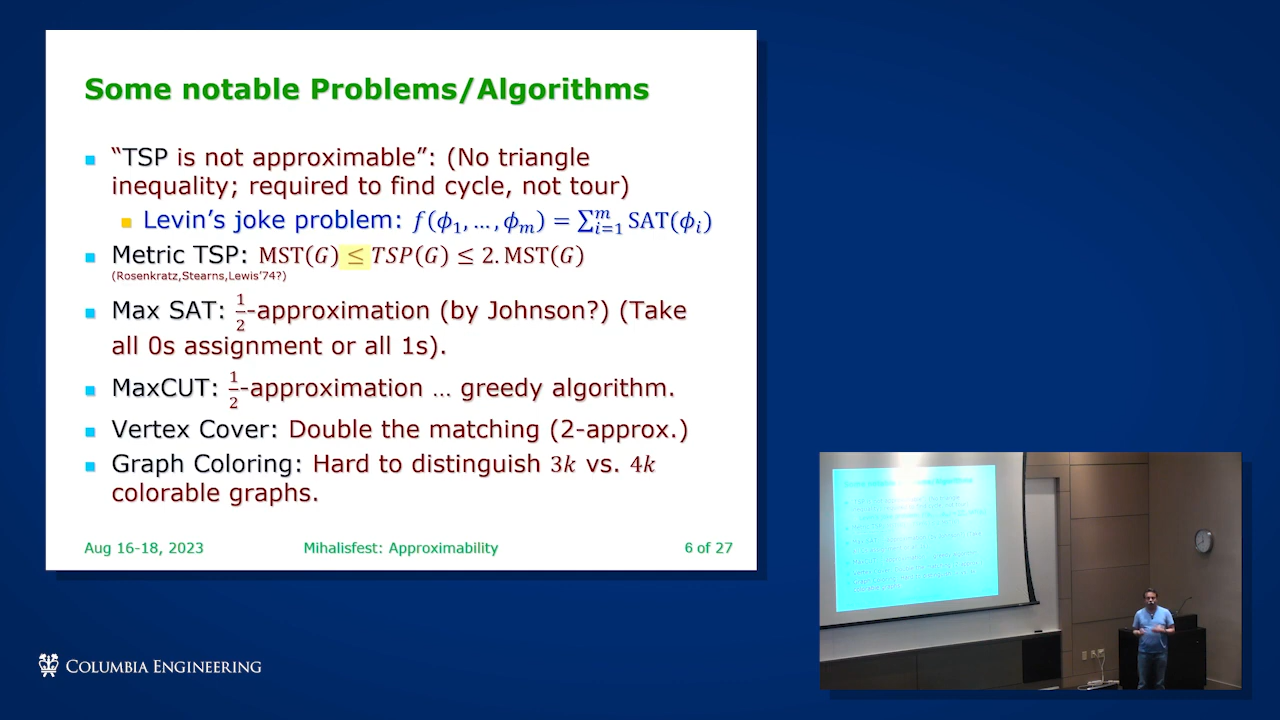 Some notable Problems/Algorithms
“TSP is not approximable”: (No triangle
inequality; required to find cycle, not tour)
Levin’s joke problem: f(ϕ₁, … , ϕₘ) = ∑ᵢ₌₁ᵐ SAT(ϕᵢ)
Metric TSP: MST(G) ≤ TSP(G) ≤ 2. MST(G)
(Rosenkratz,Stearns,Lewis’74?)
Max SAT: 1/2-approximation (by Johnson?) (Take
all 0s assignment or all 1s).
MaxCUT: 1/2-approximation … greedy algorithm.
Vertex Cover: Double the matching (2-approx.)
Graph Coloring: Hard to distinguish 3k vs. 4k
colorable graphs.
Aug 16-18, 2023 Mihalisfest: Approximability 6 of 27
COLUMBIA ENGINEERING